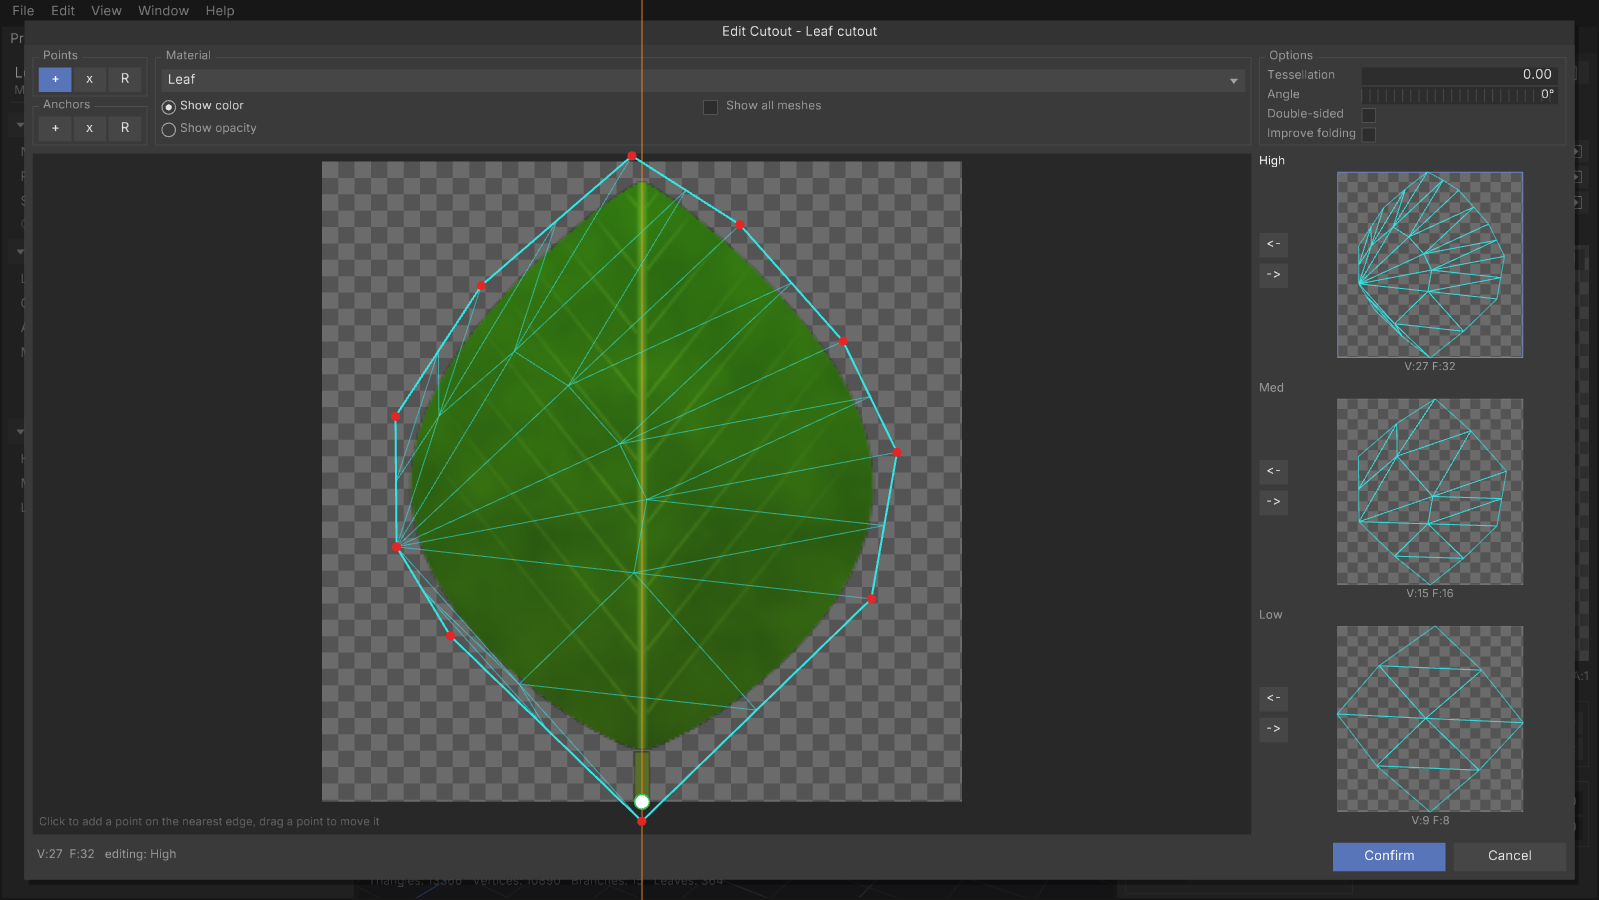 File Edit View Window Help
Edit Cutout - Leaf cutout
Points
+ x R
Anchors
+ x R
Material
Leaf
Show color
Show opacity
Show all meshes
Options
Tessellation 0.00
Angle 0°
Double-sided
Improve folding
High
<-
->
V:27 F:32
Med
<-
->
V:15 F:16
Low
<-
->
V:9 F:8
Click to add a point on the nearest edge, drag a point to move it
V:27 F:32 editing: High
Confirm Cancel